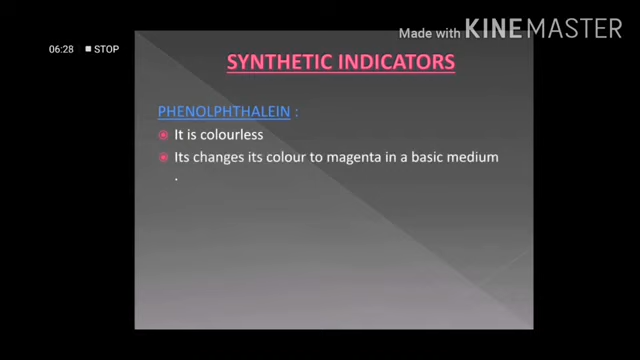 Made with KINEMASTER
06:28 STOP
SYNTHETIC INDICATORS
PHENOLPHTHALEIN :
It is colourless
Its changes its colour to magenta in a basic medium
.